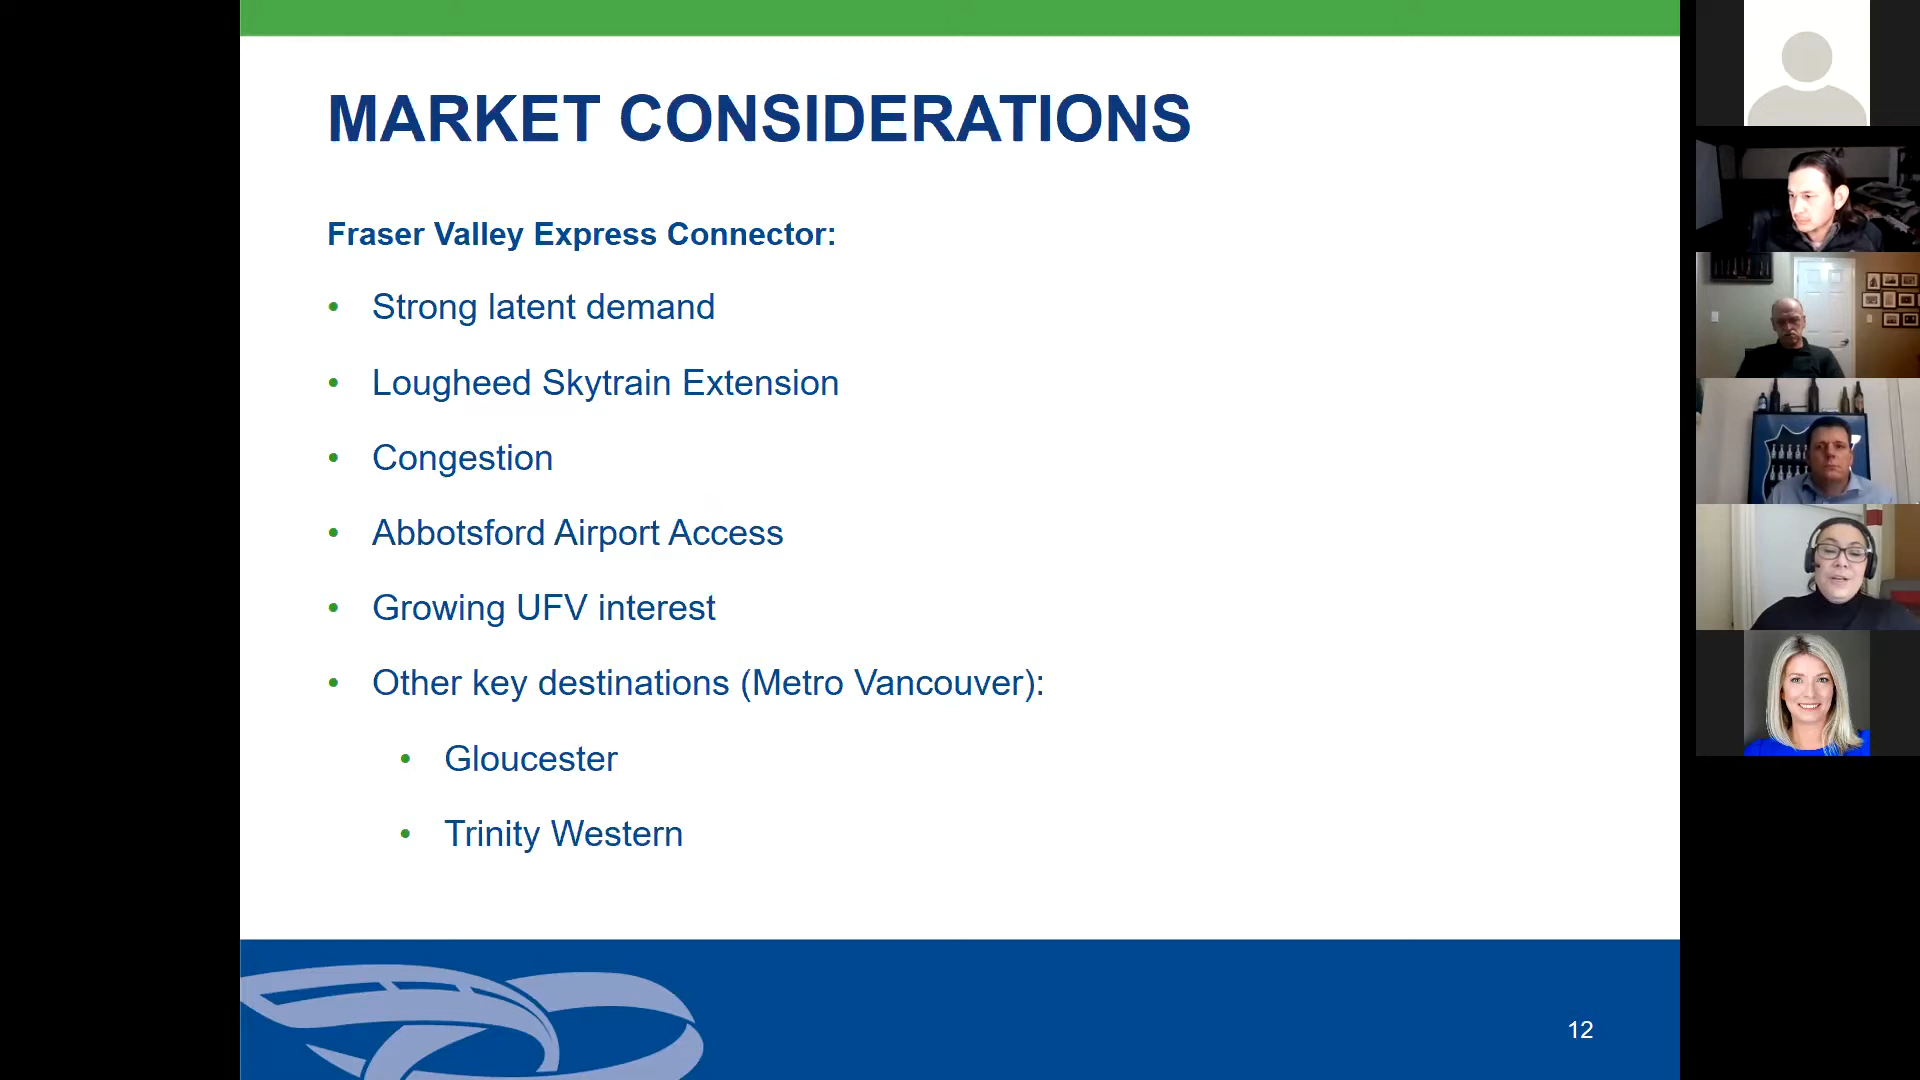 MARKET CONSIDERATIONS
Fraser Valley Express Connector:
• Strong latent demand
• Lougheed Skytrain Extension
• Congestion
• Abbotsford Airport Access
• Growing UFV interest
• Other key destinations (Metro Vancouver):
• Gloucester
• Trinity Western
12